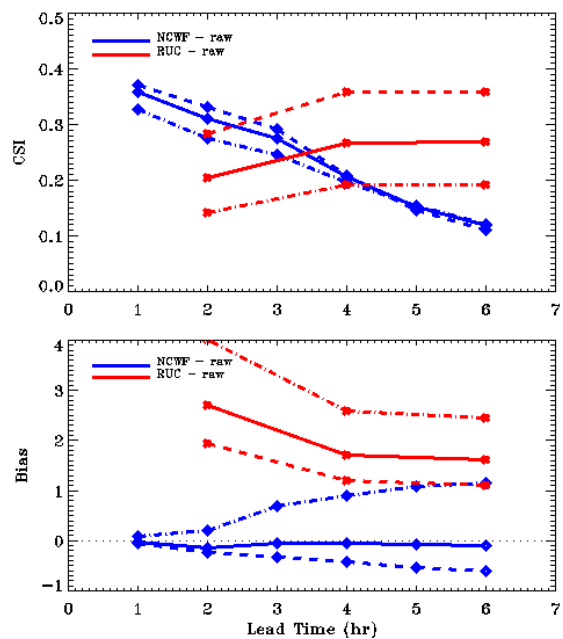 0.5
NCWF - raw
RUC - raw
0.4
0.3
CSI
0.2
0.1
0.0
0 1 2 3 4 5 6 7
4
NCWF - raw
RUC - raw
3
2
Bias
1
0
-1
0 1 2 3 4 5 6 7
Lead Time (hr)